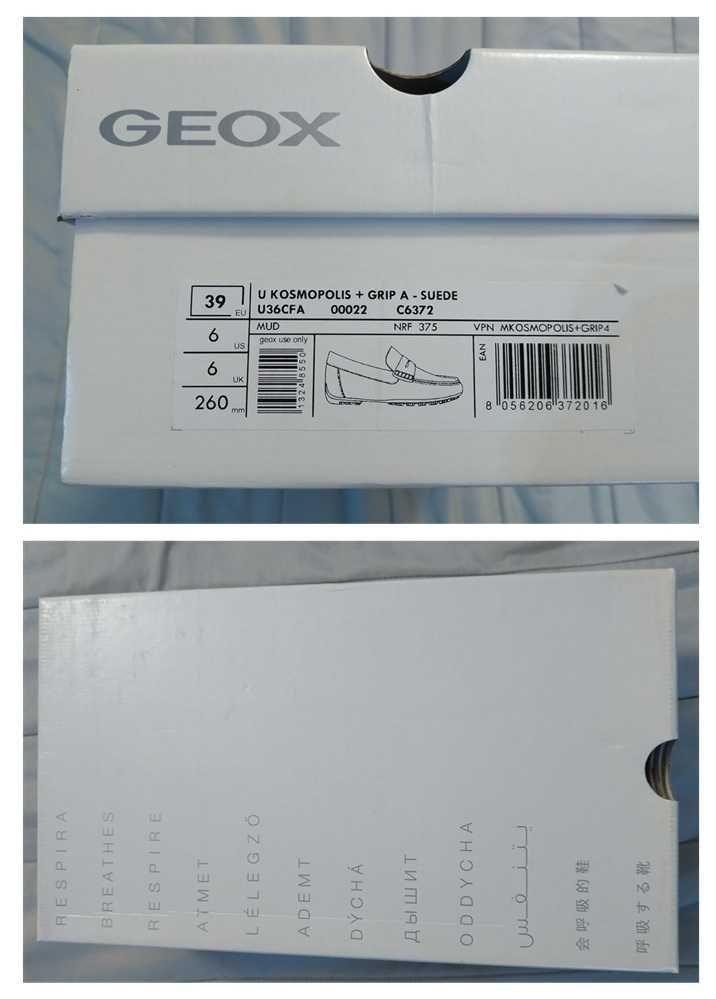 GEOX
39 EU
6 US
6 UK
260 mm
U KOSMOPOLIS + GRIP A - SUEDE
U36CFA 00022 C6372
MUD NRF 375 VPN MKOSMOPOLIS+GRIP4
geox use only
13248550
EAN
8 056206 372016
RESPIRA
BREATHES
RESPIRE
ATMET
LÉLEGZŐ
ADEMT
DÝCHÁ
ДЫШИТ
ODDYCHA
يتنفس
会呼吸的鞋
呼吸する靴